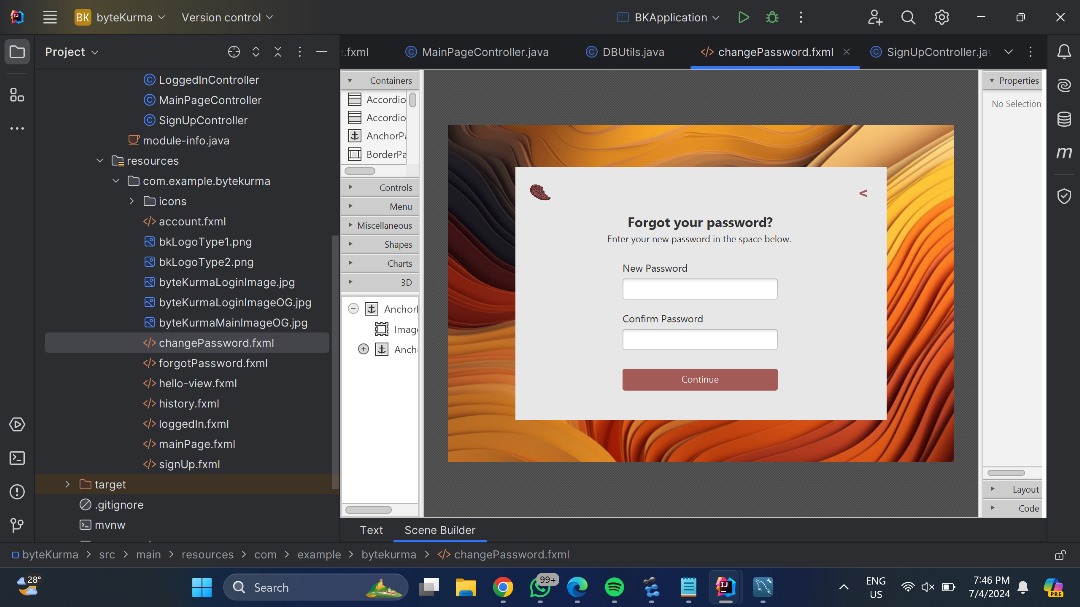 BK byteKurma Version control BKApplication
Project
.fxml MainPageController.java DBUtils.java </> changePassword.fxml SignUpController.ja
LoggedInController
MainPageController
SignUpController
module-info.java
resources
com.example.bytekurma
icons
</> account.fxml
bkLogoType1.png
bkLogoType2.png
byteKurmaLoginImage.jpg
byteKurmaLoginImageOG.jpg
byteKurmaMainImageOG.jpg
</> changePassword.fxml
</> forgotPassword.fxml
</> hello-view.fxml
</> history.fxml
</> loggedIn.fxml
</> mainPage.fxml
</> signUp.fxml
target
.gitignore
mvnw
Containers
Accordio
Accordio
AnchorPa
BorderPa
Controls
Menu
Miscellaneous
Shapes
Charts
3D
Anchorl
Imag
Anch
<
Forgot your password?
Enter your new password in the space below.
New Password
Confirm Password
Continue
Properties
No Selection
Layout
Code
m
Text Scene Builder
byteKurma > src > main > resources > com > example > bytekurma > </> changePassword.fxml
28°
Search
99+
ENG
US
7:46 PM
7/4/2024
PRE